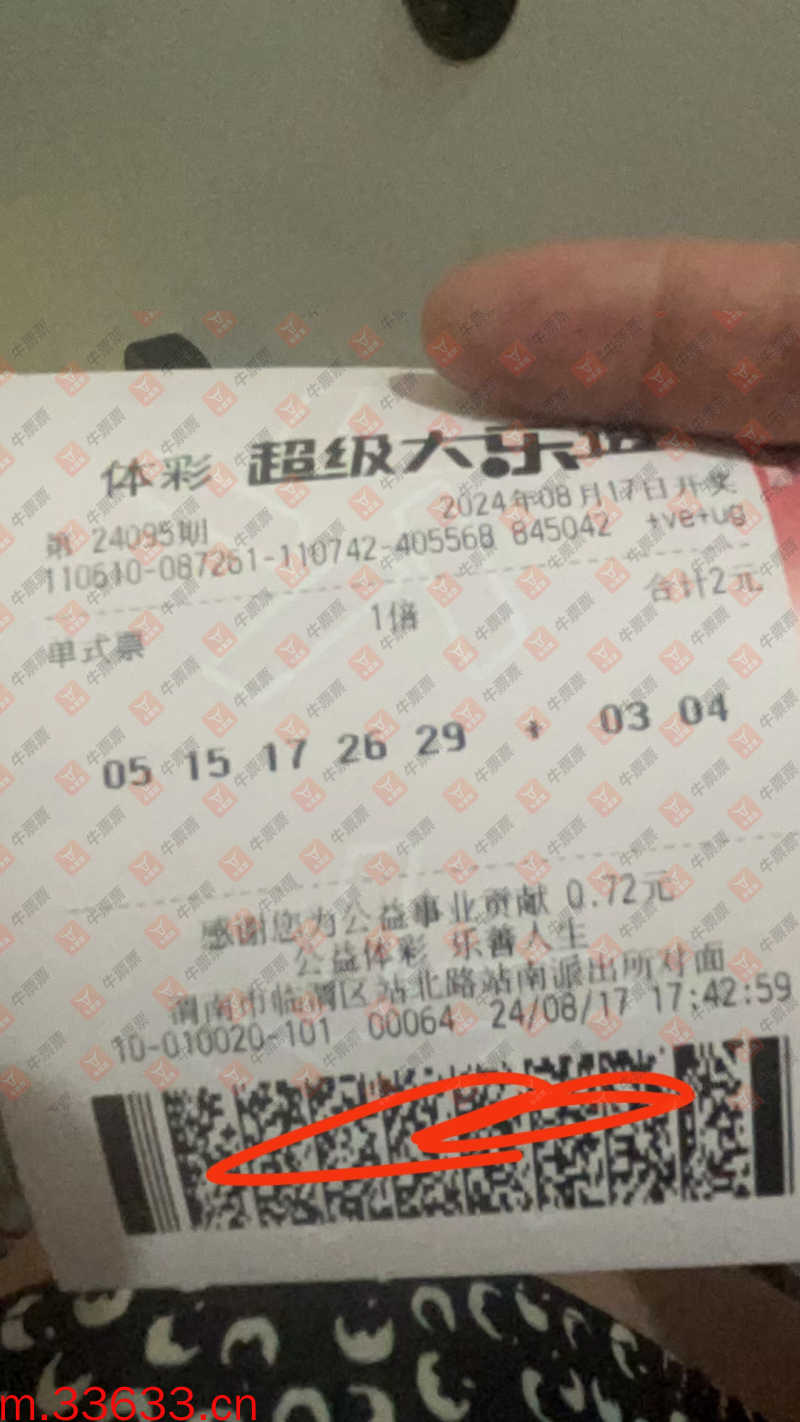 体彩 超级大乐透
2024年08月17日开奖
第 24095期
110610-087261-110742-405568 845042 +ve+ug
合计2元
1倍
单式票
05 15 17 26 29 + 03 04
感谢您为公益事业贡献 0.72元
公益体彩 乐善人生
渭南市临渭区站北路站南派出所对面
10-010020-101 00064 24/08/17 17:42:59
牛票票
m.33633.cn